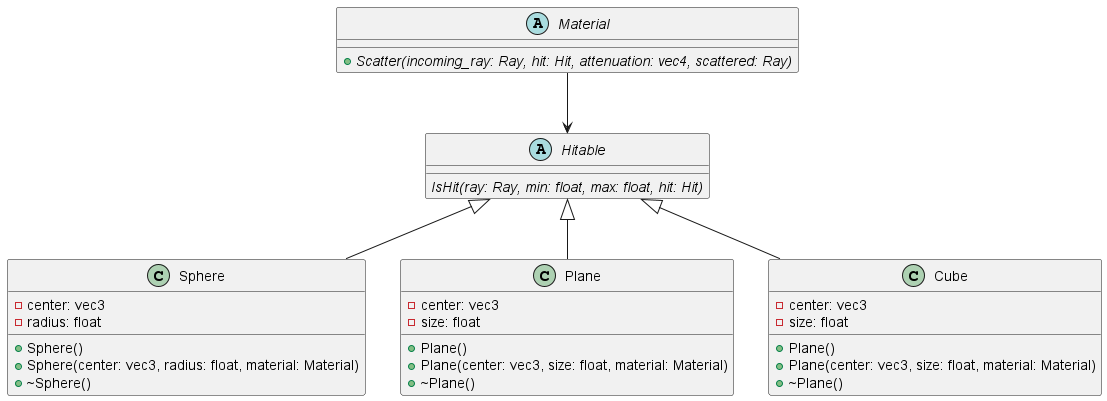 A Material
Scatter(incoming_ray: Ray, hit: Hit, attenuation: vec4, scattered: Ray)
A Hitable
IsHit(ray: Ray, min: float, max: float, hit: Hit)
C Sphere
center: vec3
radius: float
Sphere()
Sphere(center: vec3, radius: float, material: Material)
~Sphere()
C Plane
center: vec3
size: float
Plane()
Plane(center: vec3, size: float, material: Material)
~Plane()
C Cube
center: vec3
size: float
Plane()
Plane(center: vec3, size: float, material: Material)
~Plane()